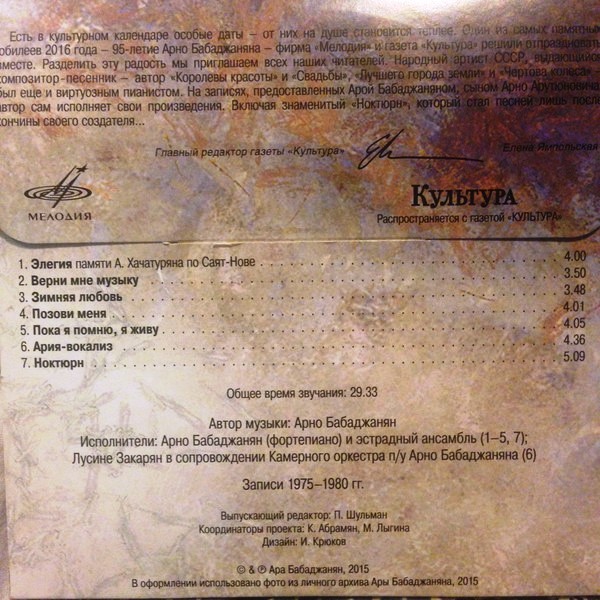 Есть в культурном календаре особые даты – от них на душе становится теплее. Один из самых памятных
юбилеев 2016 года – 95-летие Арно Бабаджаняна – фирма «Мелодия» и газета «Культура» решили отпраздновать
вместе. Разделить эту радость мы приглашаем всех наших читателей. Народный артист СССР, выдающийся
композитор-песенник – автор «Королевы красоты» и «Свадьбы», «Лучшего города земли» и «Чертова колеса» –
был еще и виртуозным пианистом. На записях, предоставленных Арой Бабаджаняном, сыном Арно Арутюновича,
автор сам исполняет свои произведения. Включая знаменитый «Ноктюрн», который стал песней лишь после
кончины своего создателя...
Главный редактор газеты «Культура» Елена Ямпольская
МЕЛОДИЯ
КУЛЬТУРА
Распространяется с газетой «КУЛЬТУРА»
1. Элегия памяти А. Хачатуряна по Саят-Нове 4.00
2. Верни мне музыку 3.50
3. Зимняя любовь 3.48
4. Позови меня 4.01
5. Пока я помню, я живу 4.05
6. Ария-вокализ 4.36
7. Ноктюрн 5.09
Общее время звучания: 29.33
Автор музыки: Арно Бабаджанян
Исполнители: Арно Бабаджанян (фортепиано) и эстрадный ансамбль (1–5, 7);
Лусине Закарян в сопровождении Камерного оркестра п/у Арно Бабаджаняна (6)
Записи 1975–1980 гг.
Выпускающий редактор: П. Шульман
Координаторы проекта: К. Абрамян, М. Лыгина
Дизайн: И. Крюков
© & ℗ Ара Бабаджанян, 2015
В оформлении использовано фото из личного архива Ары Бабаджаняна, 2015